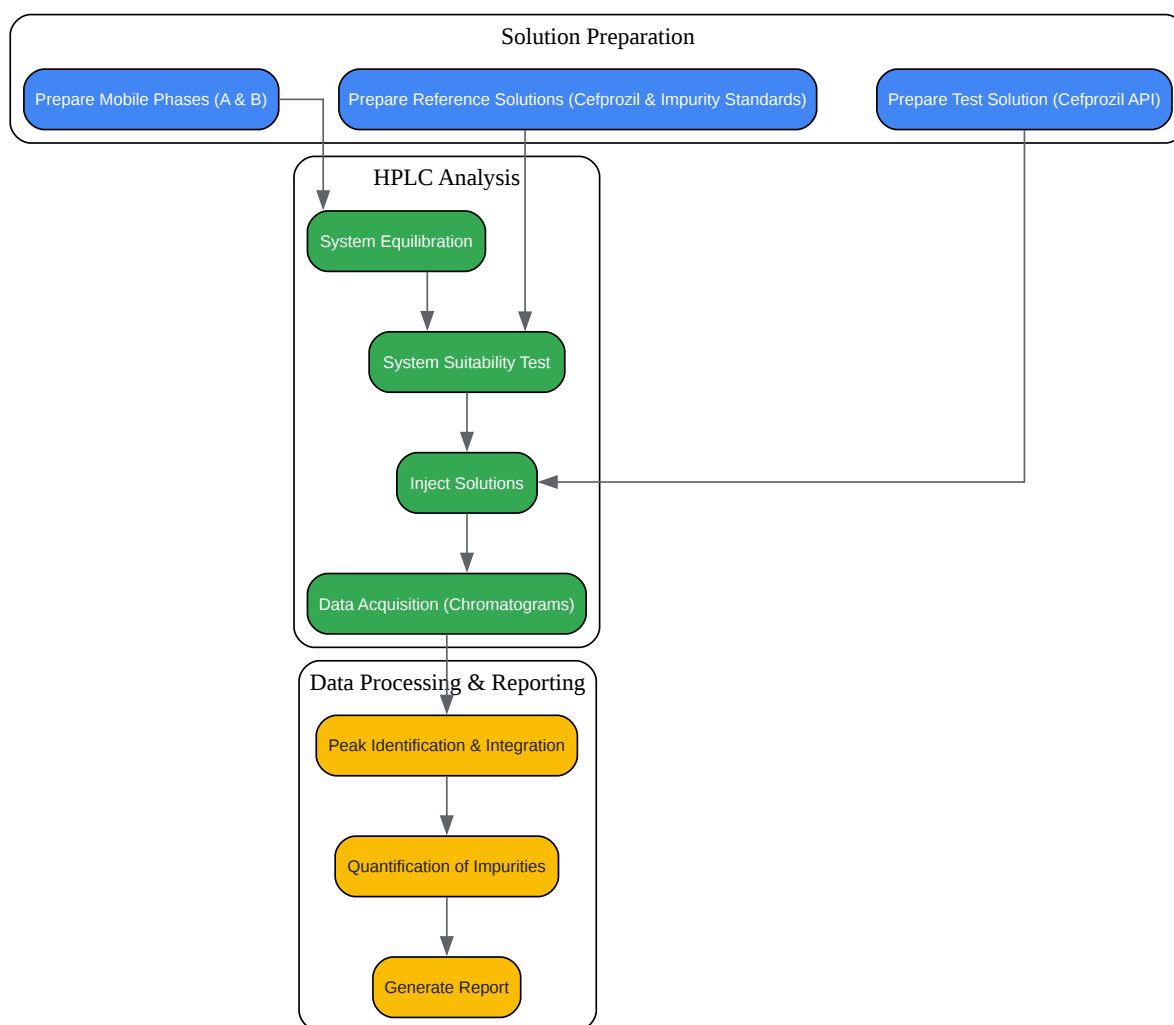 Solution Preparation
Prepare Mobile Phases (A & B)
Prepare Reference Solutions (Cefprozil & Impurity Standards)
Prepare Test Solution (Cefprozil API)
HPLC Analysis
System Equilibration
System Suitability Test
Inject Solutions
Data Acquisition (Chromatograms)
Data Processing & Reporting
Peak Identification & Integration
Quantification of Impurities
Generate Report